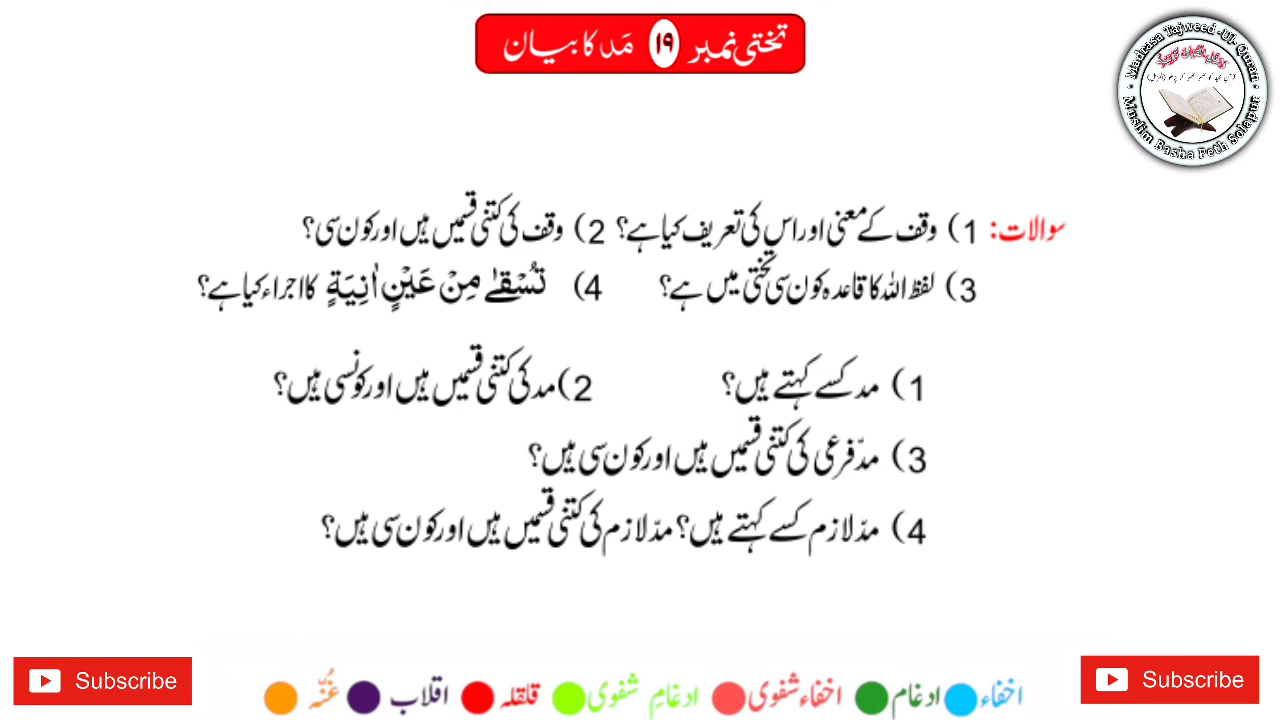 تختی نمبر ۱۹ مَد کا بیان
Madrasa Tajweed -Ul- Quran
Muslim Basha Peth Solapur
سوالات: 1) وقف کے معنی اور اس کی تعریف کیا ہے؟ 2) وقف کی کتنی قسمیں ہیں اور کون سی؟
3) لفظ اللہ کا قاعدہ کون سی تختی میں ہے؟ 4) تُسْقٰى مِنْ عَيْنٍ اٰنِيَةٍ کا اجراء کیا ہے؟
1) مد کسے کہتے ہیں؟ 2) مد کی کتنی قسمیں ہیں اور کونسی ہیں؟
3) مدّ فرعی کی کتنی قسمیں ہیں اور کون سی ہیں؟
4) مدّ لازم کسے کہتے ہیں؟ مدّ لازم کی کتنی قسمیں ہیں اور کون سی ہیں؟
Subscribe
اخفاء ادغام اخفاء شفوی ادغامِ شفوی قلقلہ اقلاب غُنّہ
Subscribe